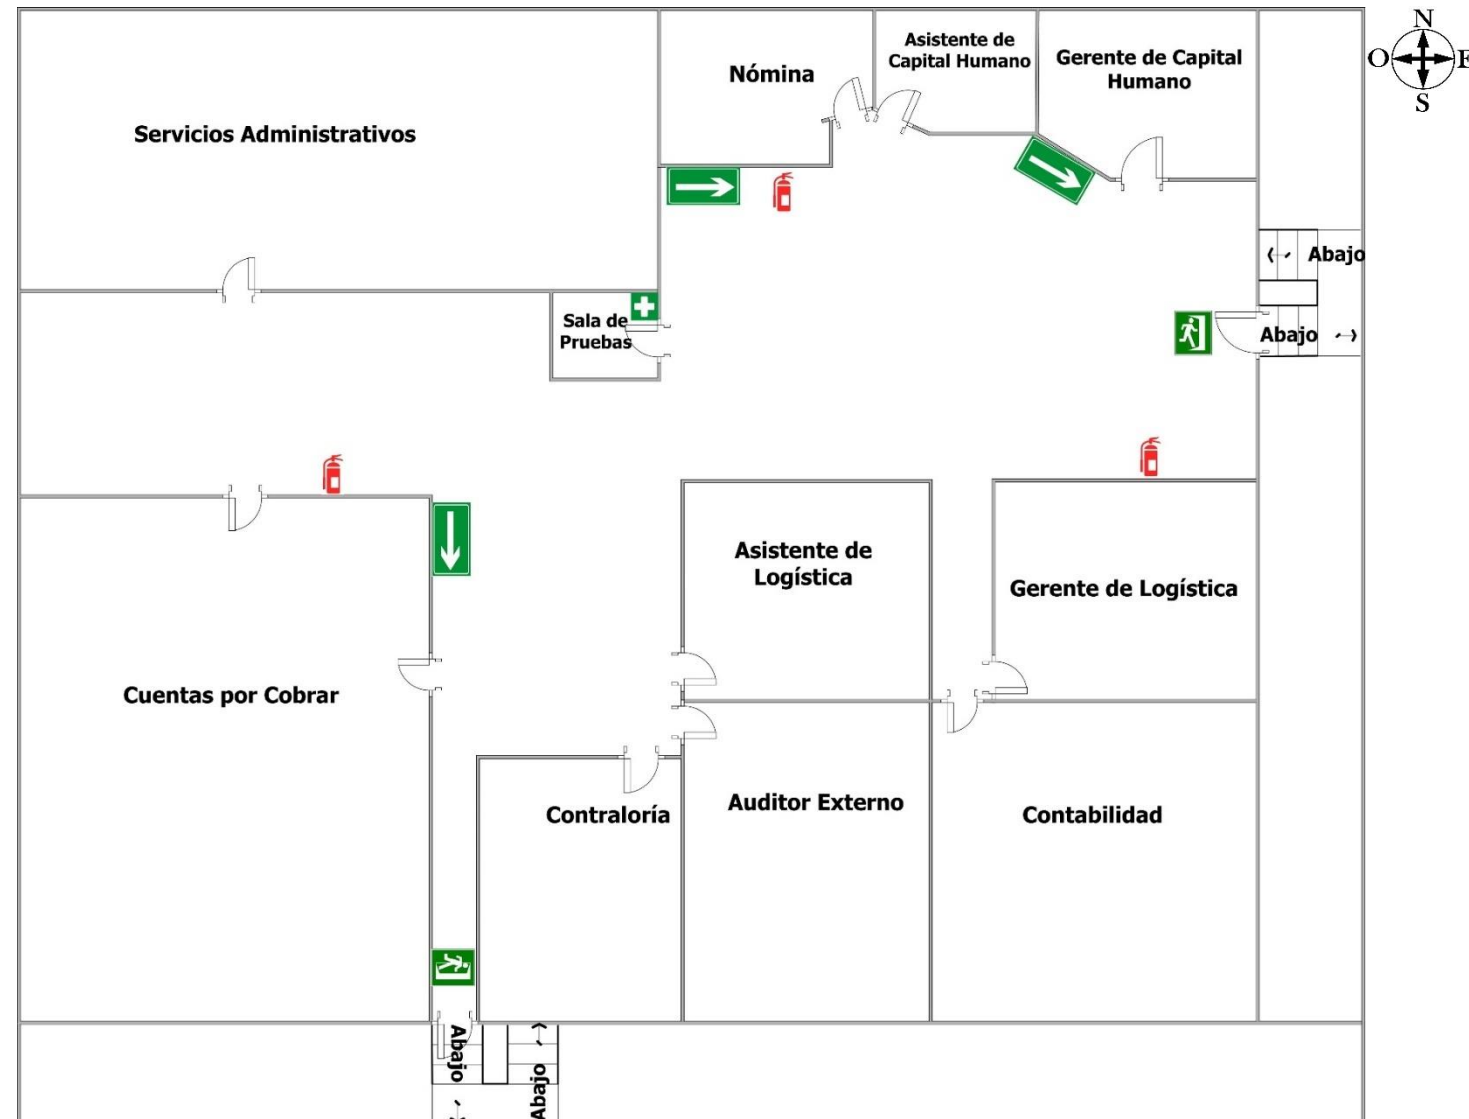 N
O
E
S
Servicios Administrativos
Nómina
Asistente de
Capital Humano
Gerente de Capital
Humano
Abajo
Abajo
Sala de
Pruebas
Asistente de
Logística
Gerente de Logística
Cuentas por Cobrar
Contraloría
Auditor Externo
Contabilidad
Abajo
Abajo